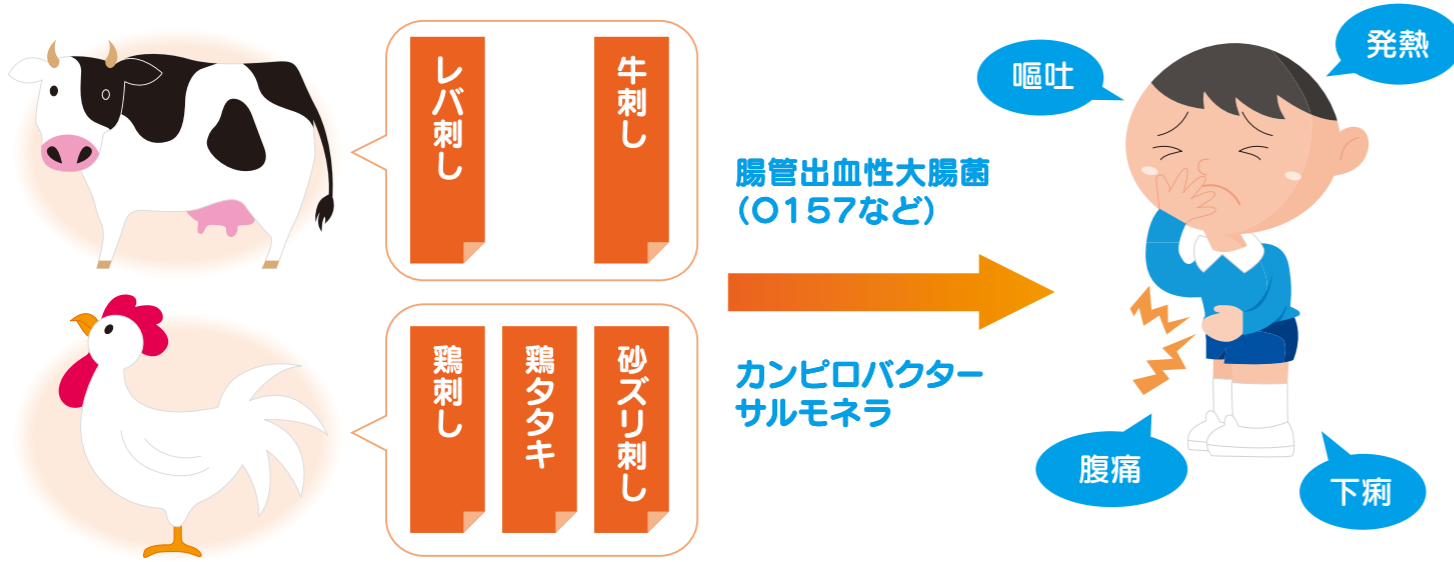 レバ刺し
牛刺し
鶏刺し
鶏タタキ
砂ズリ刺し
腸管出血性大腸菌
（O157など）
カンピロバクター
サルモネラ
嘔吐
発熱
腹痛
下痢